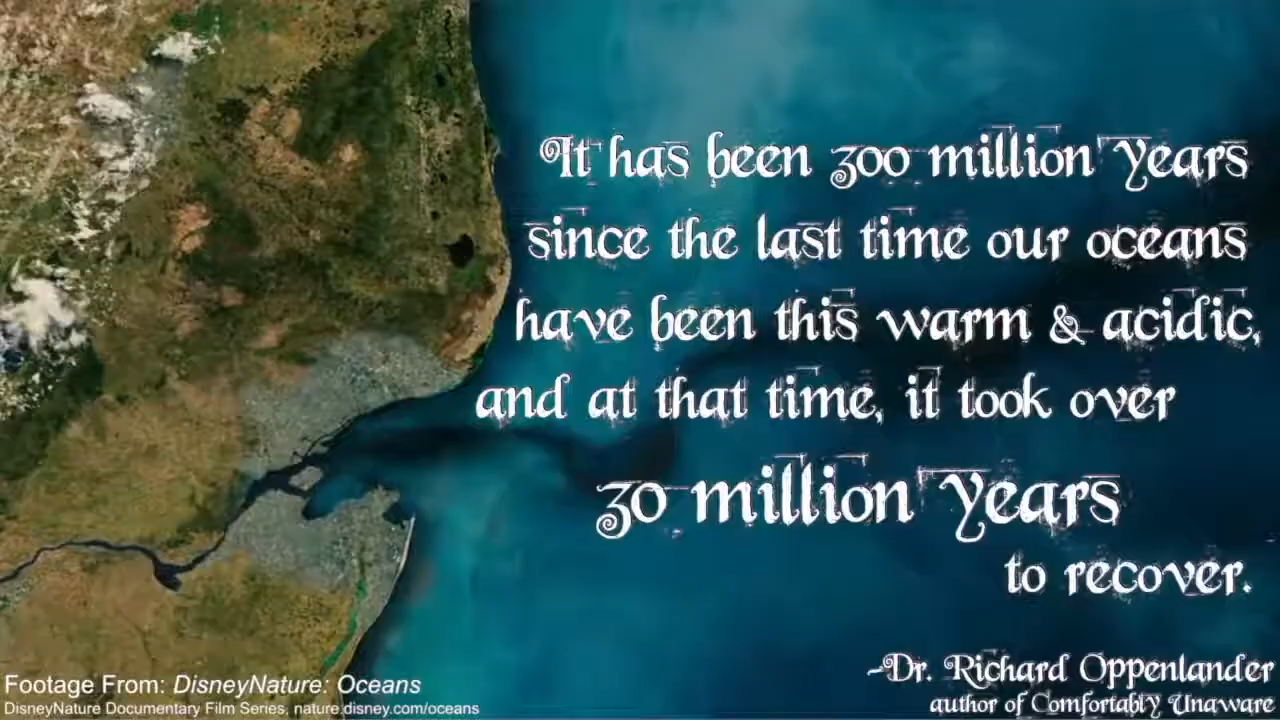 It has been 300 million years
since the last time our oceans
have been this warm & acidic,
and at that time, it took over
30 million years
to recover.
-Dr. Richard Oppenlander
author of Comfortably Unaware
Footage From: DisneyNature: Oceans
DisneyNature Documentary Film Series, nature.disney.com/oceans